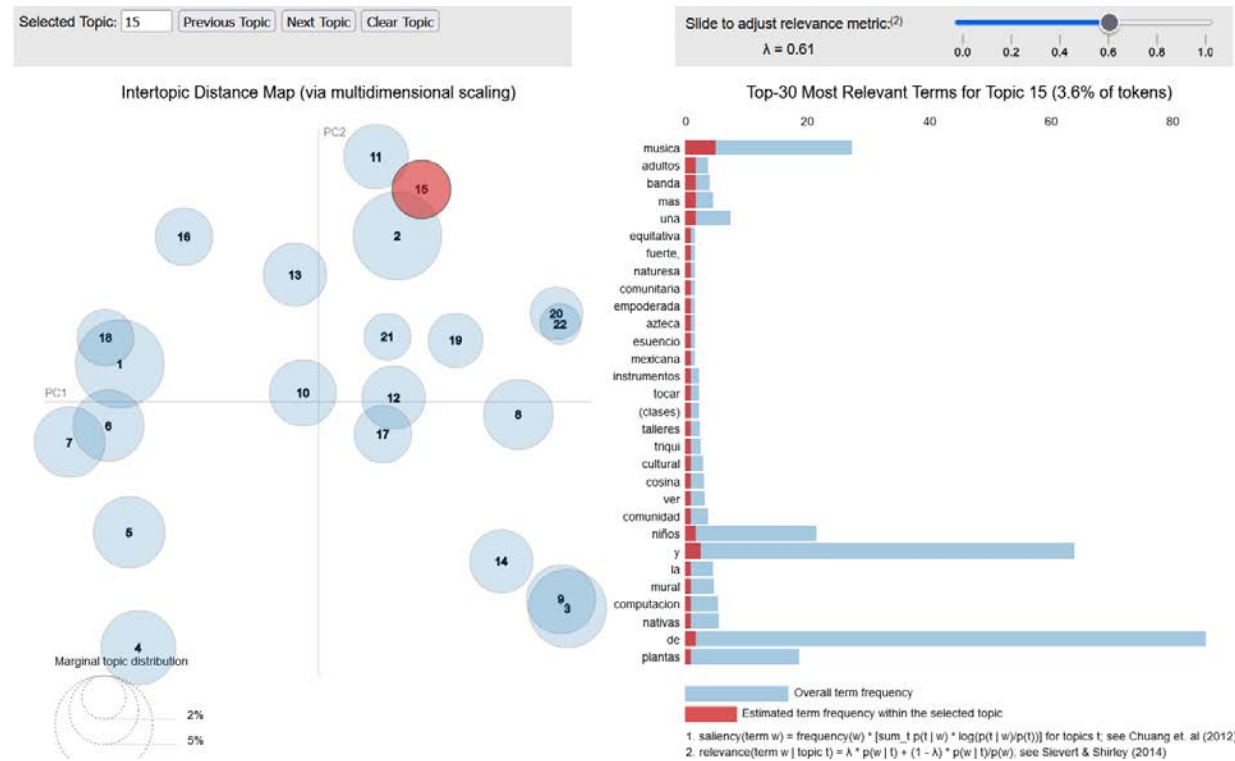 Selected Topic: 15 Previous Topic Next Topic Clear Topic
Slide to adjust relevance metric:(2)
λ = 0.61
0.0 0.2 0.4 0.6 0.8 1.0
Intertopic Distance Map (via multidimensional scaling)
PC2
PC1
11
15
2
16
13
20
22
21
19
18
1
10
12
8
6
17
7
5
14
9
3
4
Marginal topic distribution
2%
5%
Top-30 Most Relevant Terms for Topic 15 (3.6% of tokens)
0 20 40 60 80
musica
adultos
banda
mas
una
equitativa
fuerte,
naturesa
comunitaria
empoderada
azteca
esuencio
mexicana
instrumentos
tocar
(clases)
talleres
triqui
cultural
cosina
ver
comunidad
niños
y
la
mural
computacion
nativas
de
plantas
Overall term frequency
Estimated term frequency within the selected topic
1. saliency(term w) = frequency(w) * [sum_t p(t | w) * log(p(t | w)/p(t))] for topics t; see Chuang et. al (2012)
2. relevance(term w | topic t) = λ * p(w | t) + (1 - λ) * p(w | t)/p(w); see Sievert & Shirley (2014)